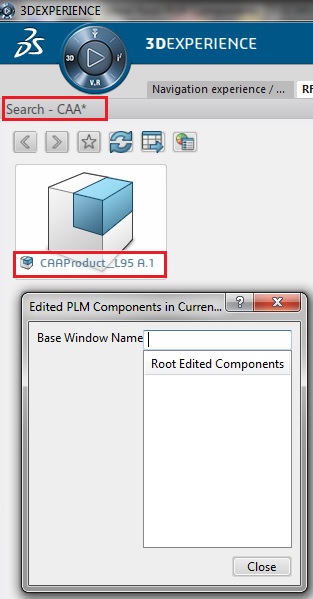 3DEXPERIENCE
3DEXPERIENCE
3D
V.R
Navigation experience / ...
RF
Search - CAA*
CAAProduct_L95 A.1
Edited PLM Components in Curren...
Base Window Name
Root Edited Components
Close